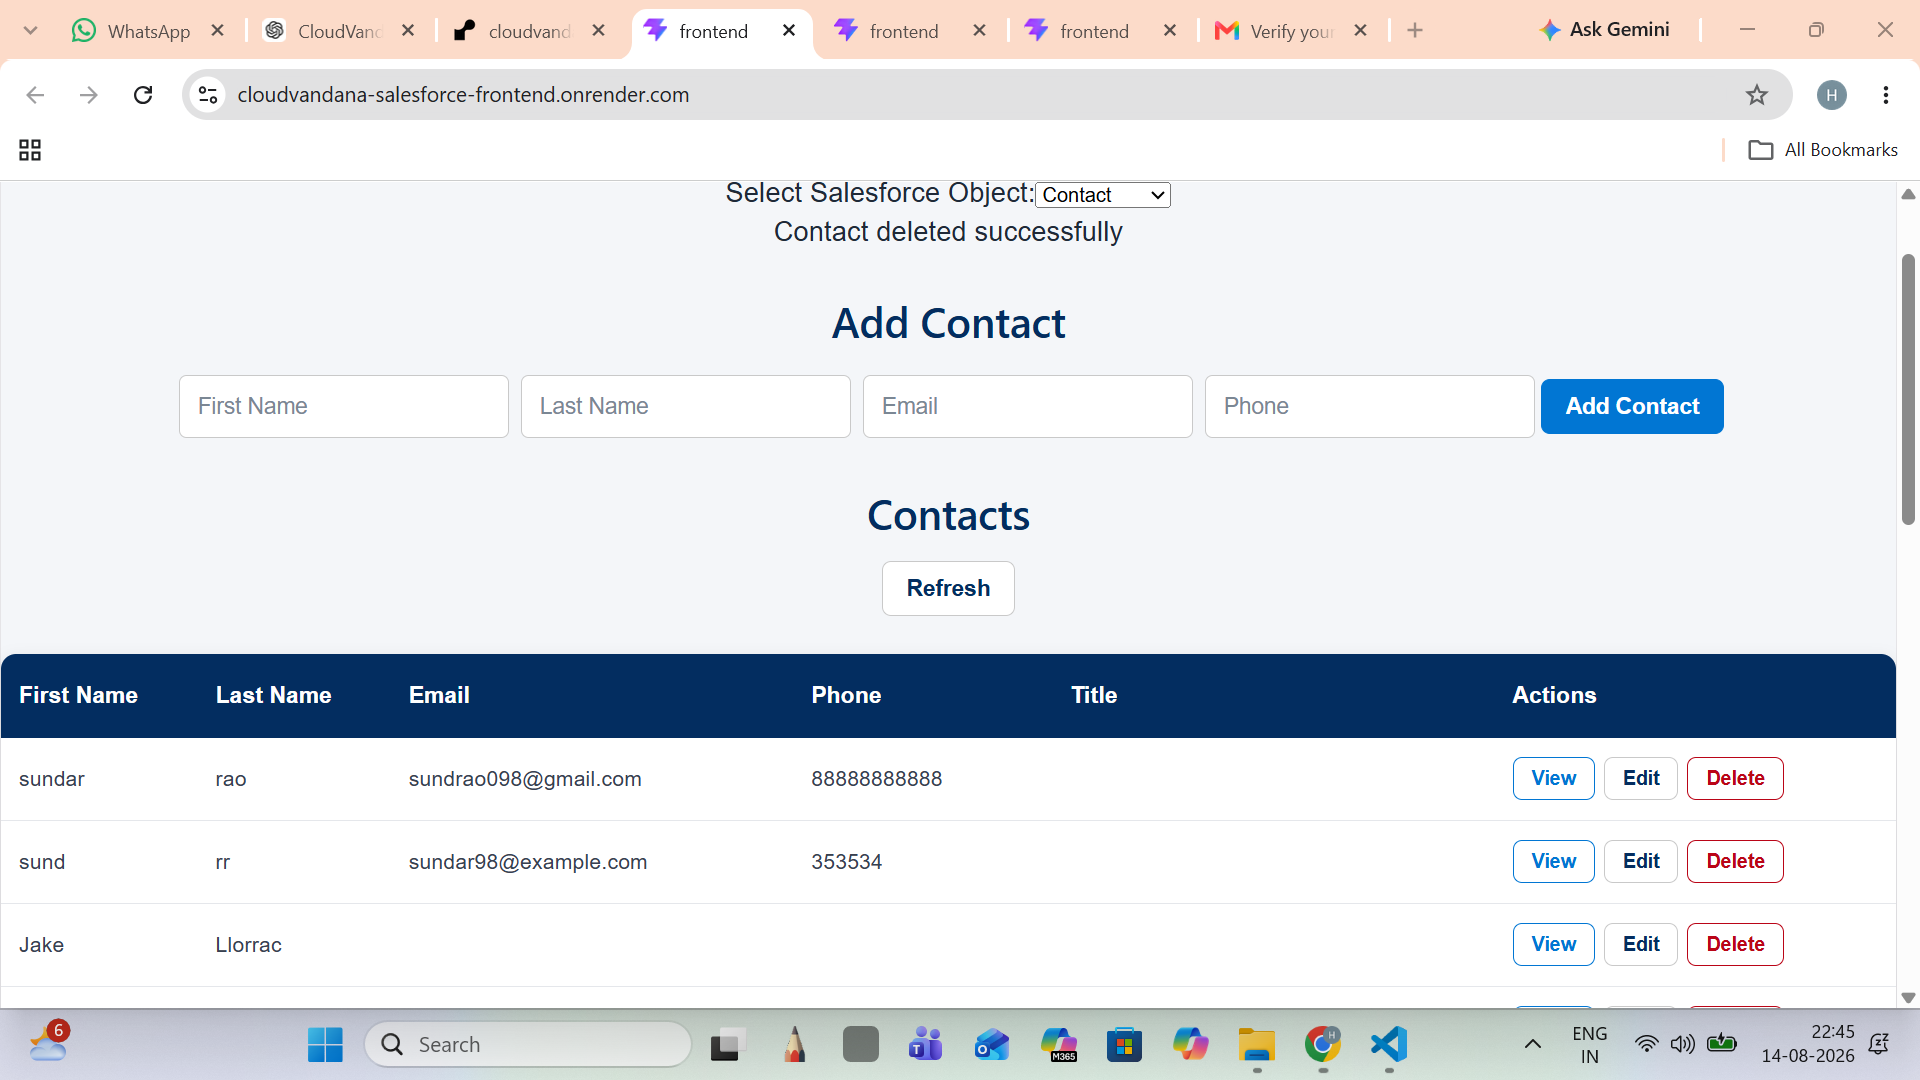 WhatsApp
CloudVand
cloudvand
frontend
frontend
frontend
Verify your
Ask Gemini
cloudvandana-salesforce-frontend.onrender.com
H
All Bookmarks
Select Salesforce Object: Contact
Contact deleted successfully
Add Contact
First Name Last Name Email Phone Add Contact
Contacts
Refresh
First Name Last Name Email Phone Title Actions
sundar rao sundrao098@gmail.com 88888888888 View Edit Delete
sund rr sundar98@example.com 353534 View Edit Delete
Jake Llorrac View Edit Delete
6
Search
T
O
M365
H
ENG
IN
22:45
14-08-2026